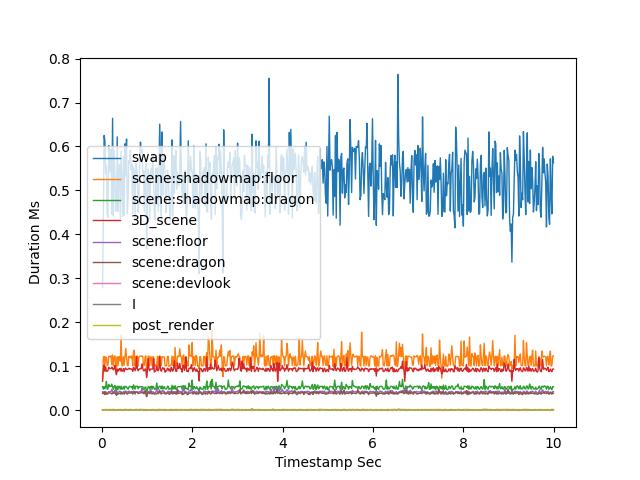 0.8
0.7
0.6
0.5
0.4
0.3
0.2
0.1
0.0
Duration Ms
swap
scene:shadowmap:floor
scene:shadowmap:dragon
3D_scene
scene:floor
scene:dragon
scene:devlook
I
post_render
0 2 4 6 8 10
Timestamp Sec